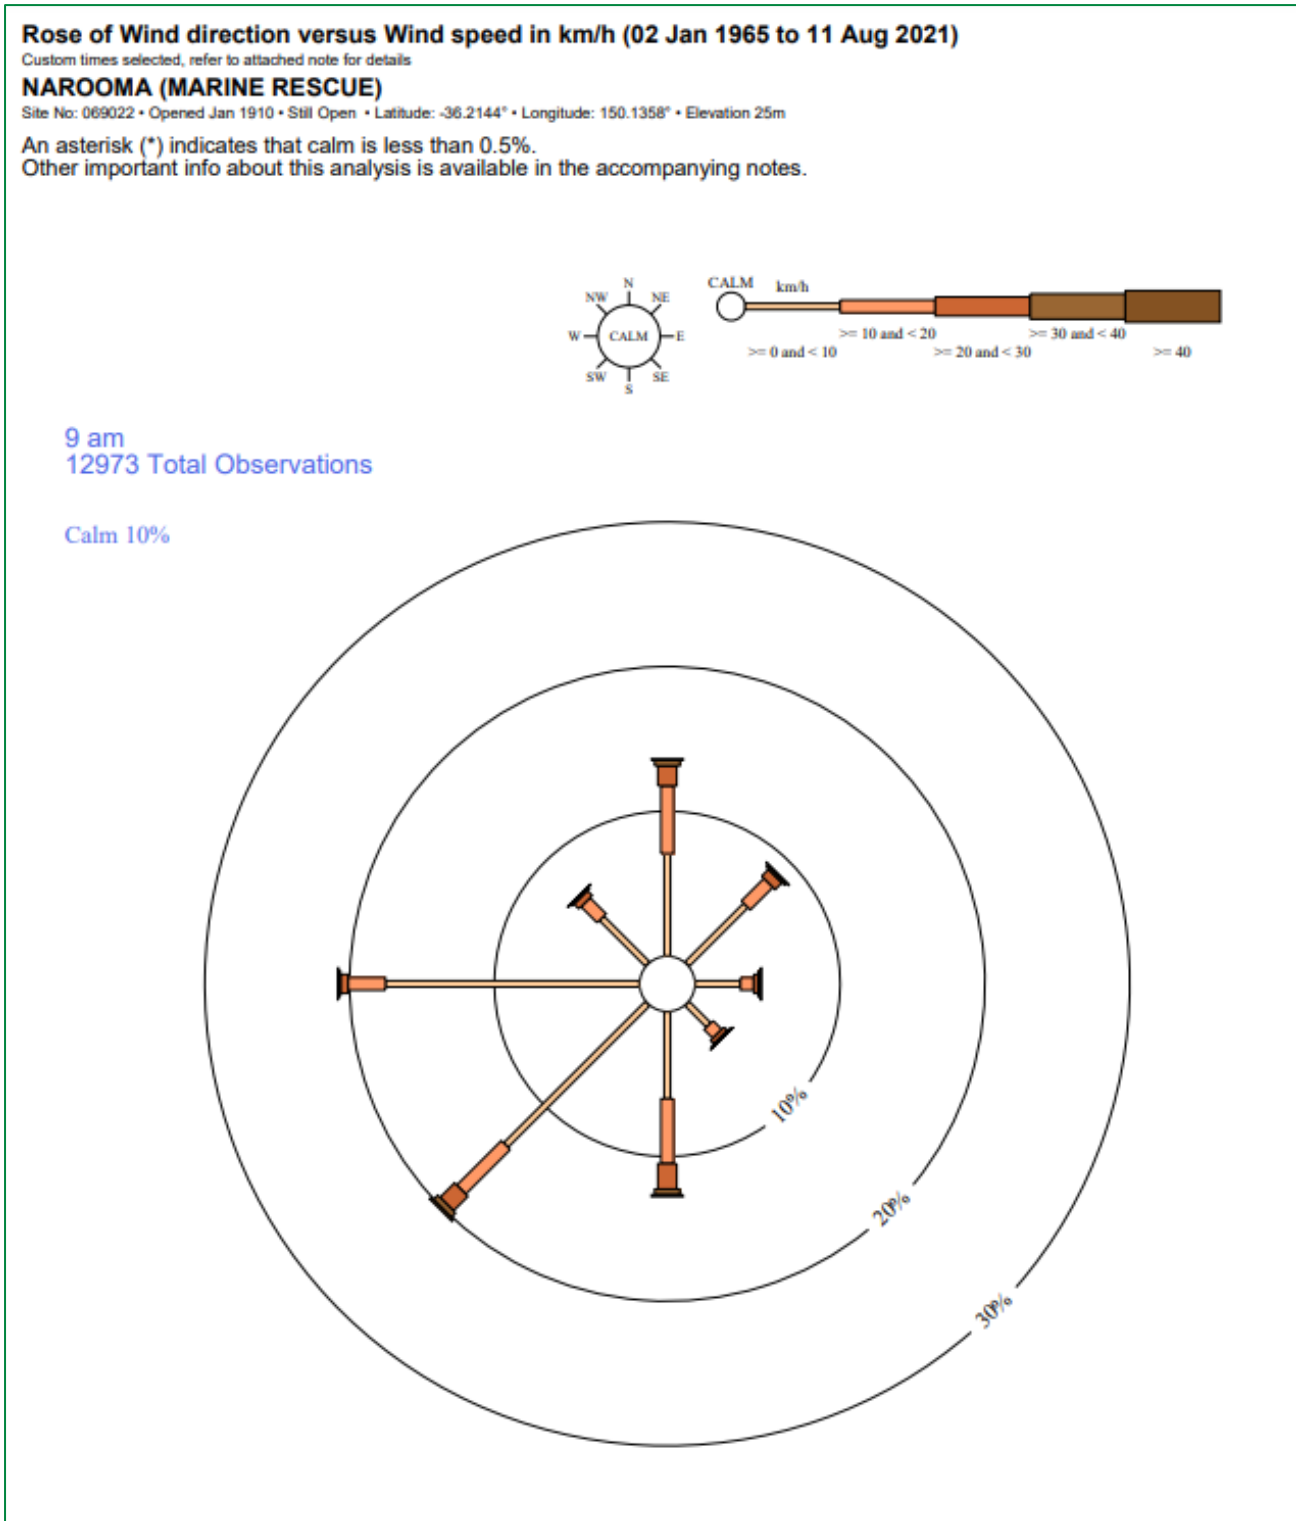 Rose of Wind direction versus Wind speed in km/h (02 Jan 1965 to 11 Aug 2021)
Custom times selected, refer to attached note for details
NAROOMA (MARINE RESCUE)
Site No: 069022 • Opened Jan 1910 • Still Open • Latitude: -36.2144° • Longitude: 150.1358° • Elevation 25m
An asterisk (*) indicates that calm is less than 0.5%.
Other important info about this analysis is available in the accompanying notes.
N
NW NE
W CALM E
SW SE
S
CALM km/h
>= 10 and < 20 >= 30 and < 40
>= 0 and < 10 >= 20 and < 30 >= 40
9 am
12973 Total Observations
Calm 10%
10%
20%
30%